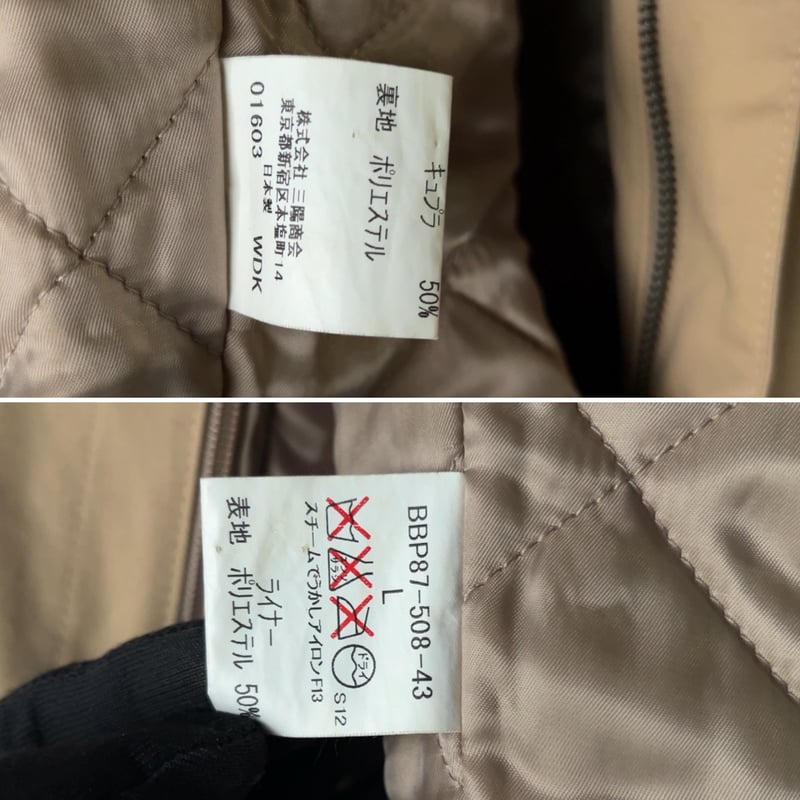 キュプラ 50%
裏地 ポリエステル
株式会社 三陽商会
東京都新宿区本塩町14
01603 日本製 WDK
BBP87-508-43
L
ドライ S12
スチームでうかしアイロンF13
ライナー
表地 ポリエステル 50%